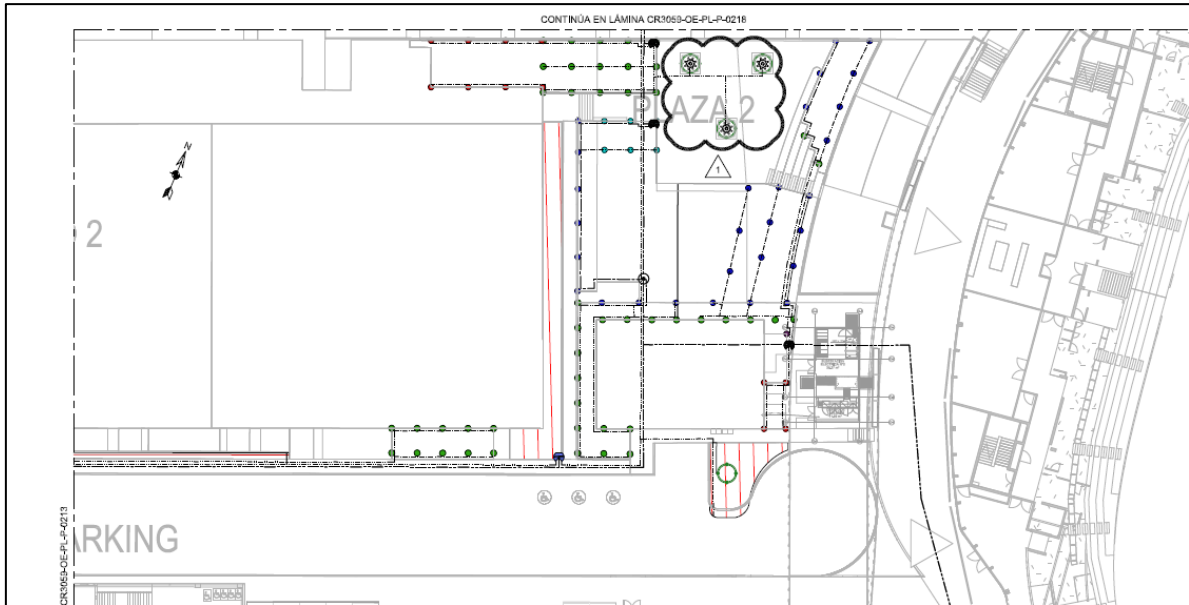 CONTINÚA EN LÁMINA CR3059-OE-PL-P-0218
PLAZA 2
1
N
2
ARKING
CR3059-OE-PL-P-0213